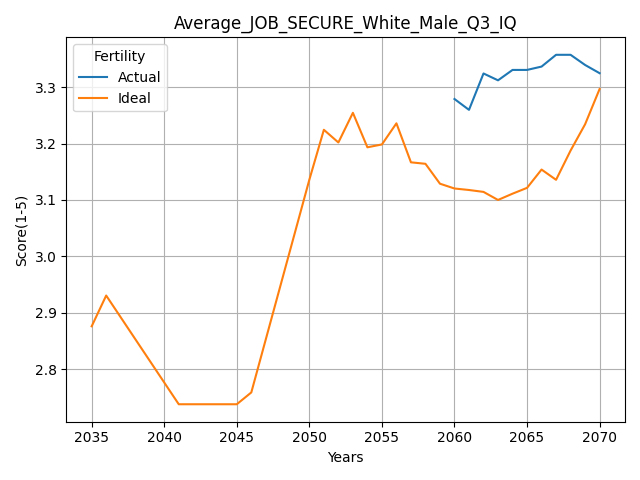 Average_JOB_SECURE_White_Male_Q3_IQ
Fertility
Actual
Ideal
Score(1-5)
3.3
3.2
3.1
3.0
2.9
2.8
2035 2040 2045 2050 2055 2060 2065 2070
Years